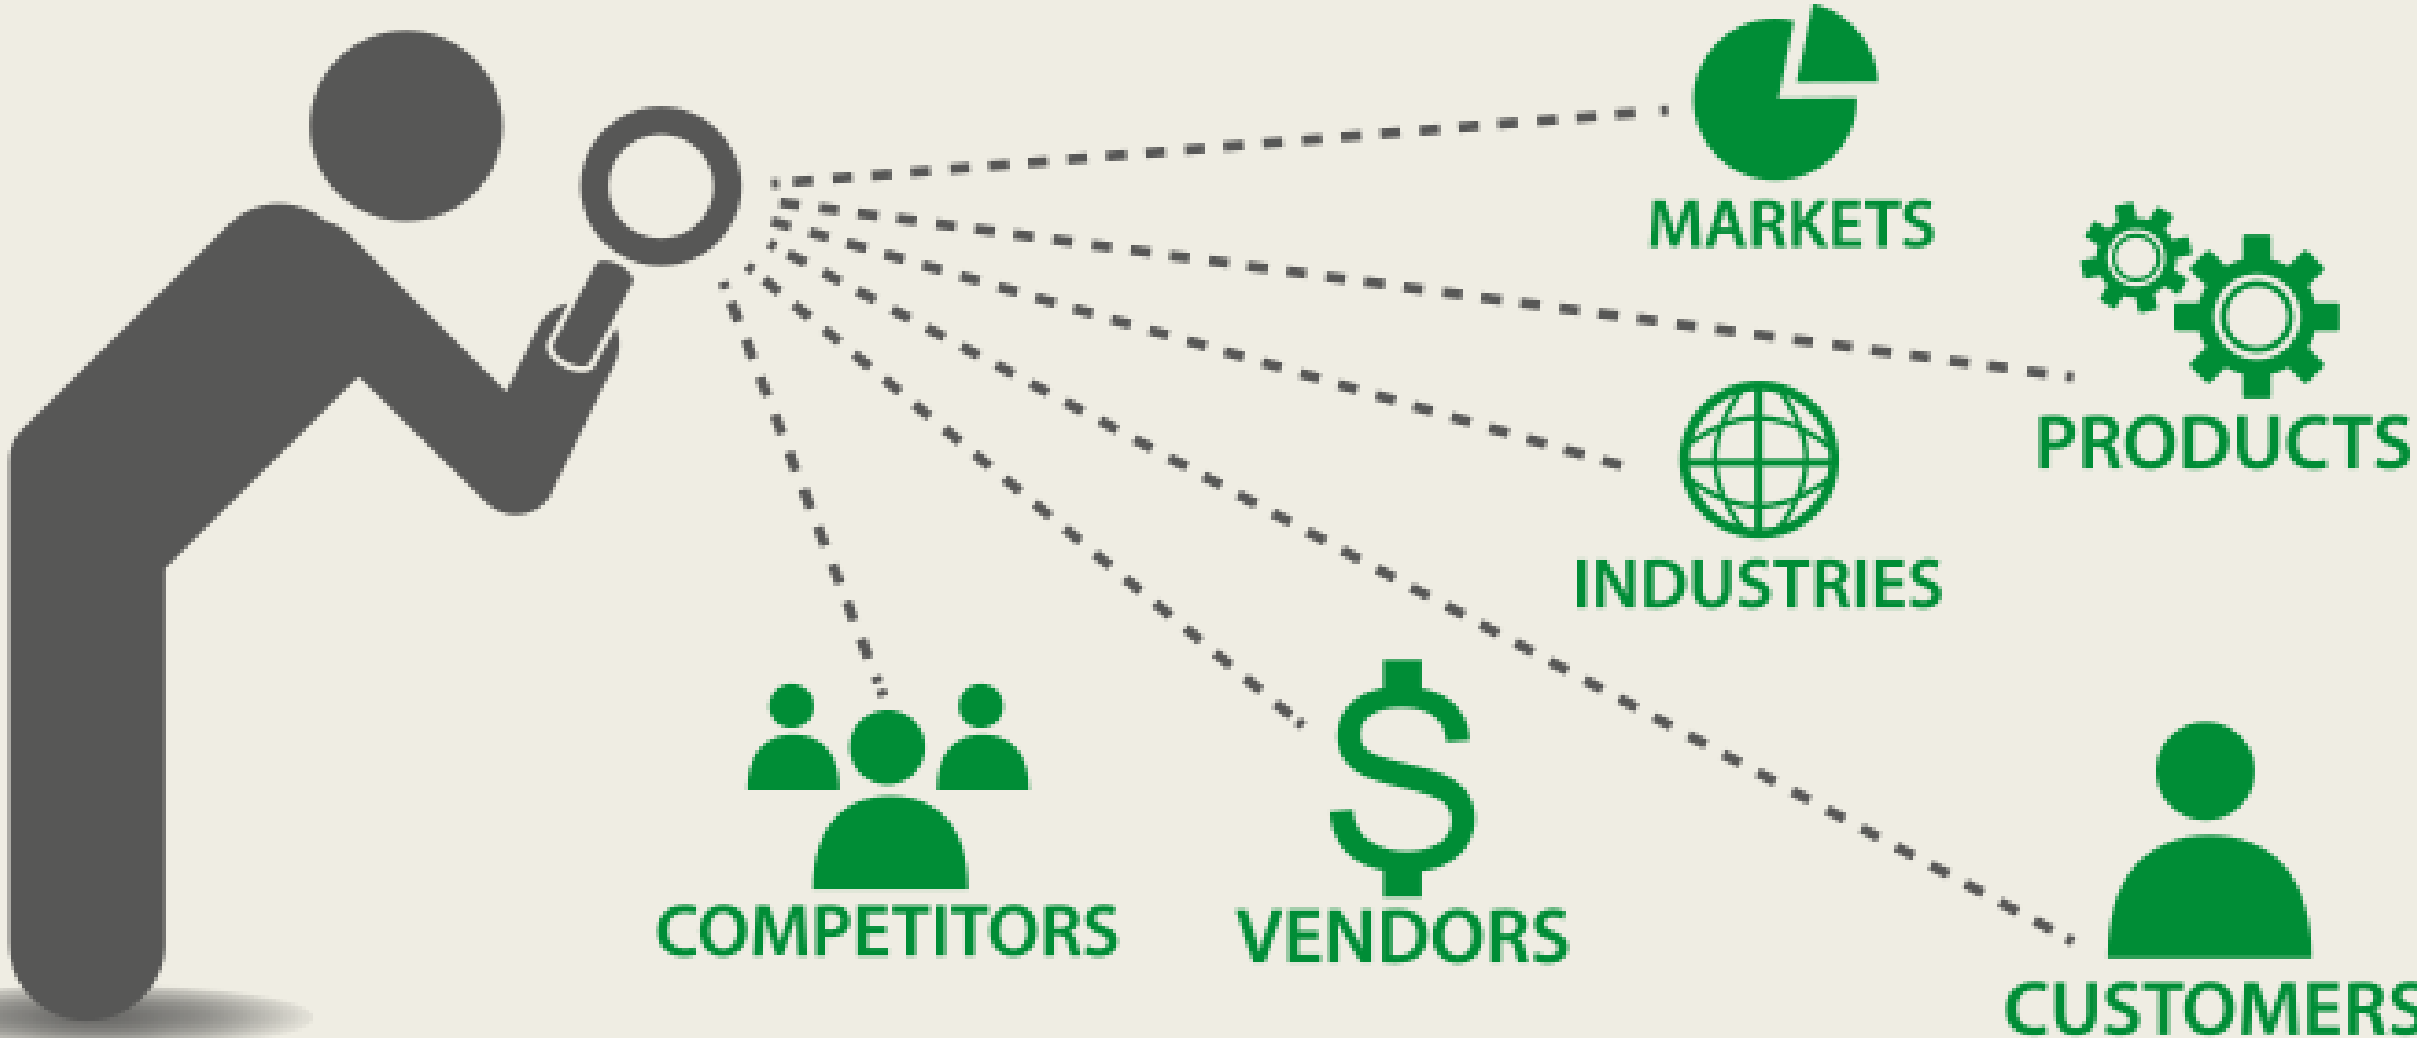 MARKETS
PRODUCTS
INDUSTRIES
COMPETITORS
VENDORS
CUSTOMERS